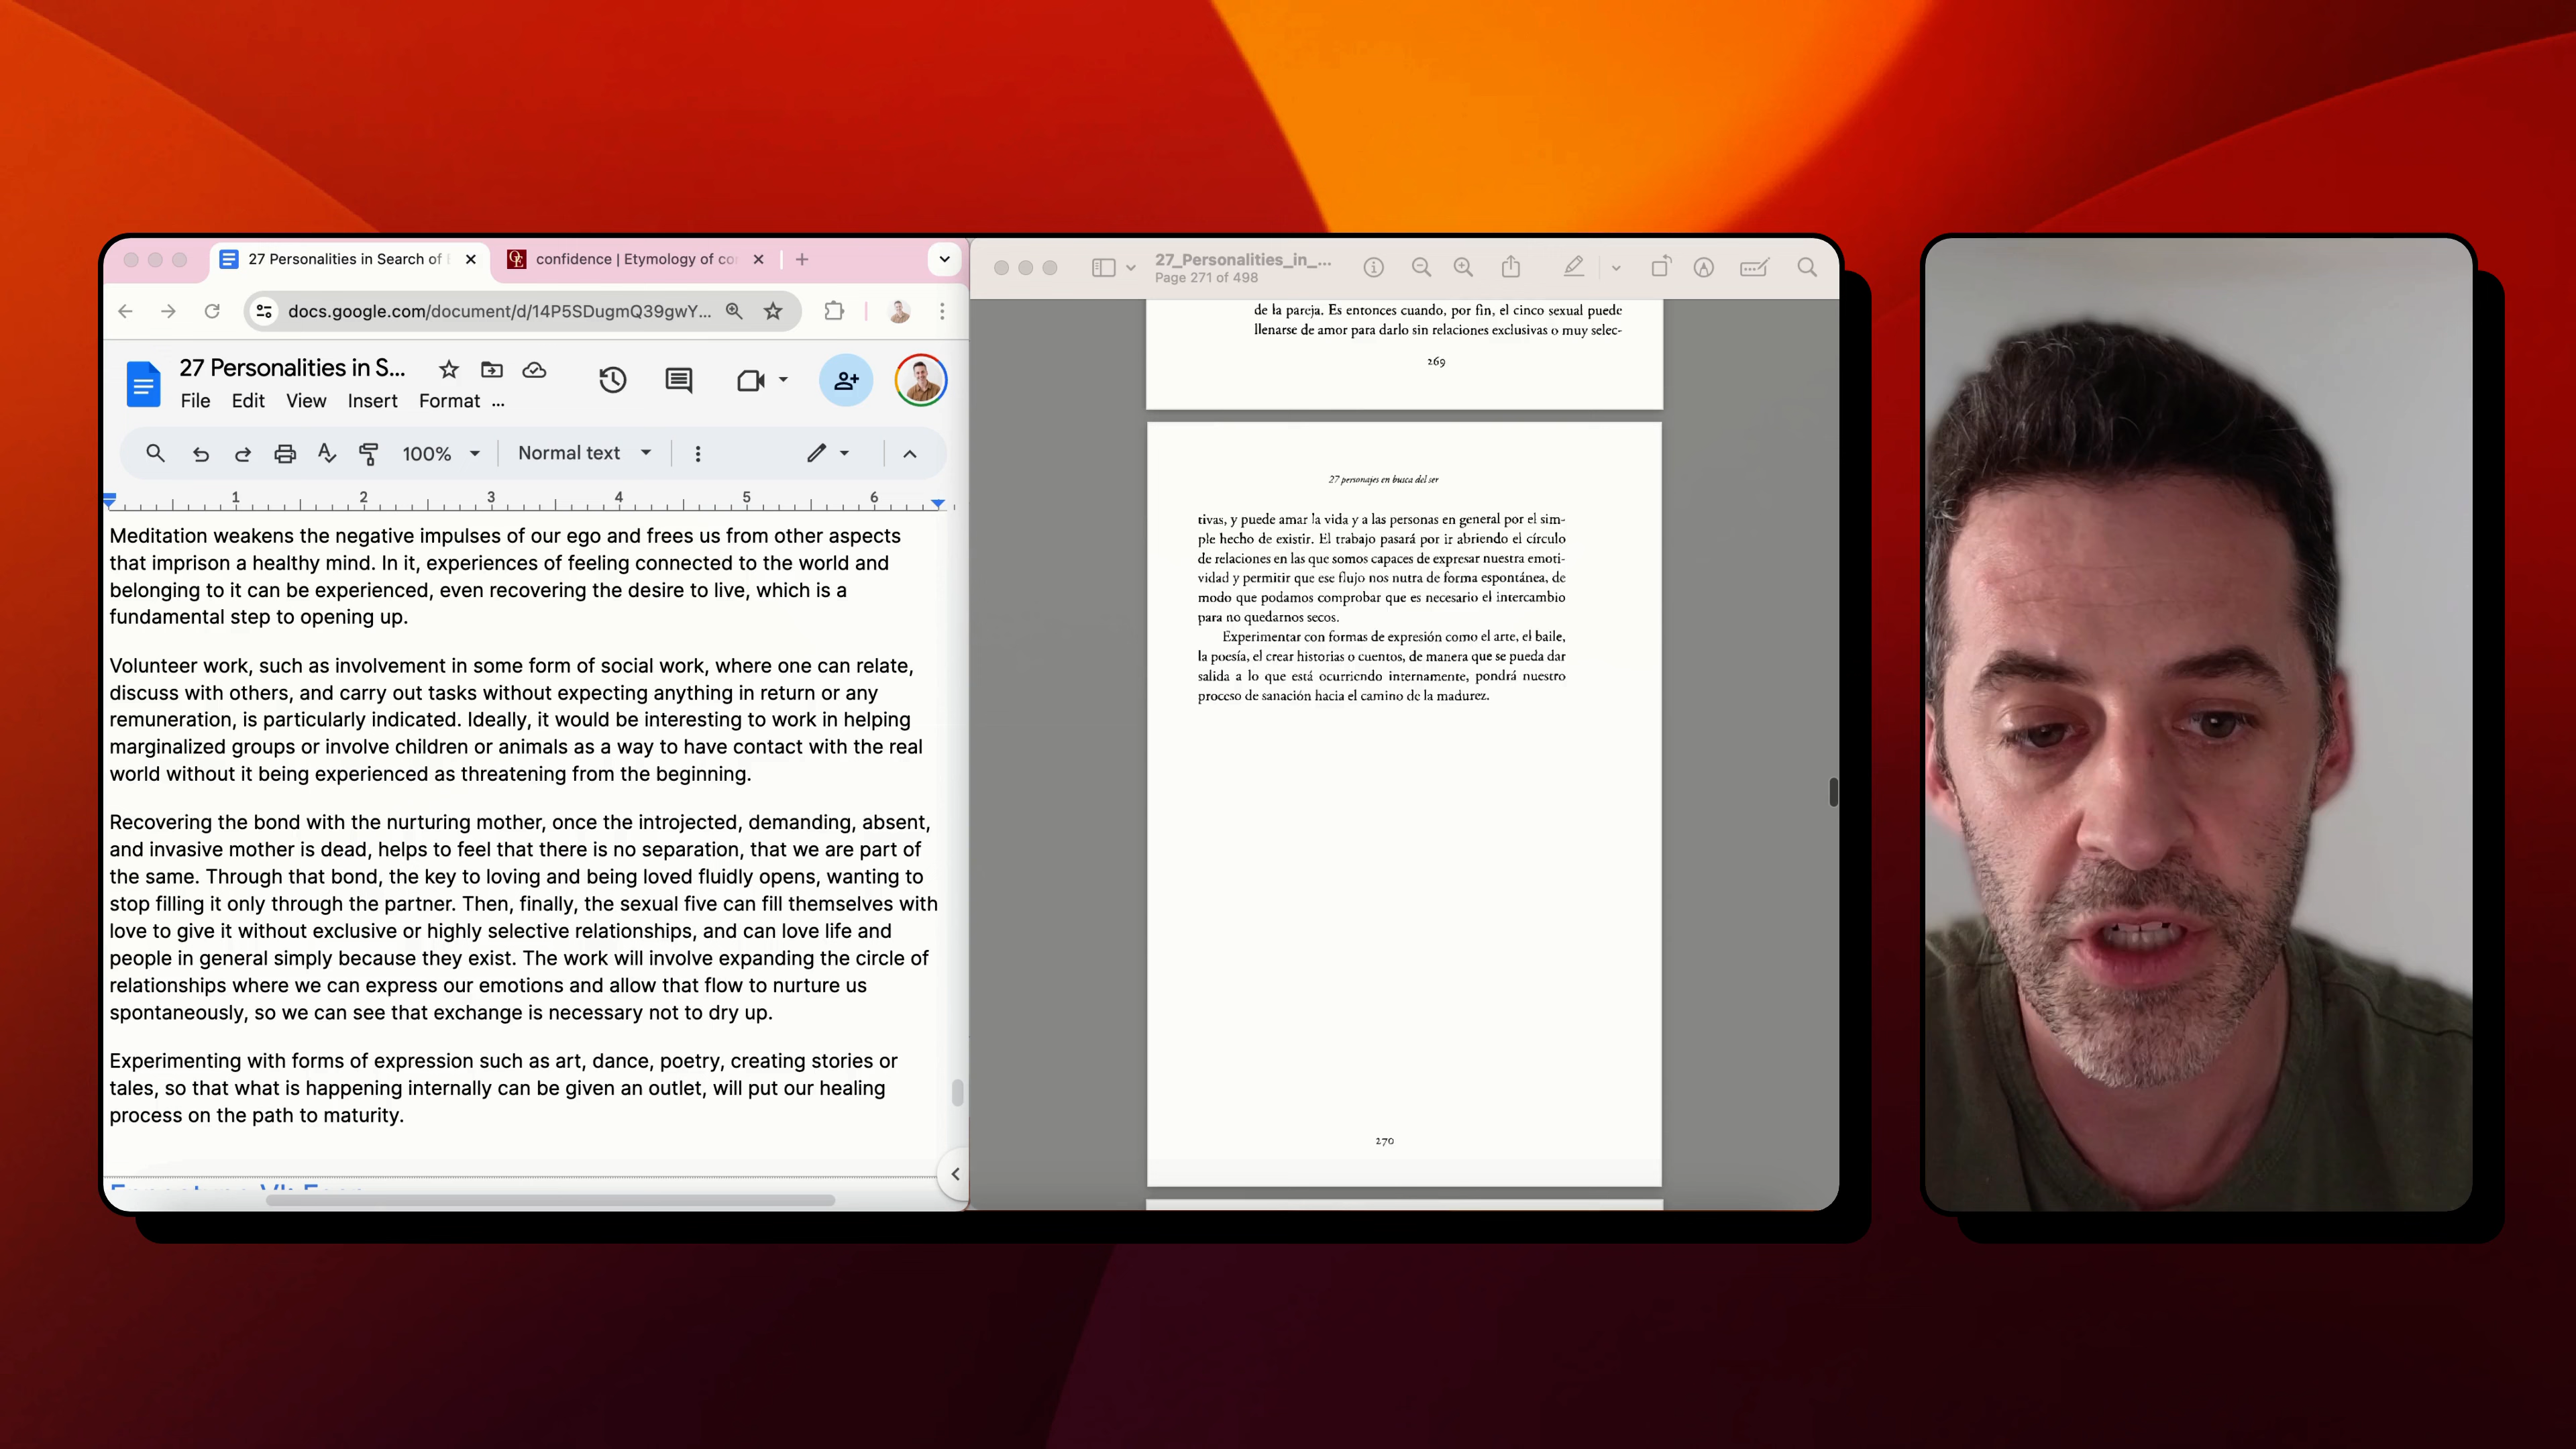 27 Personalities in Search of
confidence | Etymology of co
docs.google.com/document/d/14P5SDugmQ39gwY...
27 Personalities in S...
File Edit View Insert Format ...
100% Normal text
1 2 3 4 5 6
Meditation weakens the negative impulses of our ego and frees us from other aspects
that imprison a healthy mind. In it, experiences of feeling connected to the world and
belonging to it can be experienced, even recovering the desire to live, which is a
fundamental step to opening up.
Volunteer work, such as involvement in some form of social work, where one can relate,
discuss with others, and carry out tasks without expecting anything in return or any
remuneration, is particularly indicated. Ideally, it would be interesting to work in helping
marginalized groups or involve children or animals as a way to have contact with the real
world without it being experienced as threatening from the beginning.
Recovering the bond with the nurturing mother, once the introjected, demanding, absent,
and invasive mother is dead, helps to feel that there is no separation, that we are part of
the same. Through that bond, the key to loving and being loved fluidly opens, wanting to
stop filling it only through the partner. Then, finally, the sexual five can fill themselves with
love to give it without exclusive or highly selective relationships, and can love life and
people in general simply because they exist. The work will involve expanding the circle of
relationships where we can express our emotions and allow that flow to nurture us
spontaneously, so we can see that exchange is necessary not to dry up.
Experimenting with forms of expression such as art, dance, poetry, creating stories or
tales, so that what is happening internally can be given an outlet, will put our healing
process on the path to maturity.
27_Personalities_in_...
Page 271 of 498
de la pareja. Es entonces cuando, por fin, el cinco sexual puede
llenarse de amor para darlo sin relaciones exclusivas o muy selec-
269
27 personajes en busca del ser
tivas, y puede amar la vida y a las personas en general por el sim-
ple hecho de existir. El trabajo pasará por ir abriendo el círculo
de relaciones en las que somos capaces de expresar nuestra emoti-
vidad y permitir que ese flujo nos nutra de forma espontánea, de
modo que podamos comprobar que es necesario el intercambio
para no quedarnos secos.
Experimentar con formas de expresión como el arte, el baile,
la poesía, el crear historias o cuentos, de manera que se pueda dar
salida a lo que está ocurriendo internamente, pondrá nuestro
proceso de sanación hacia el camino de la madurez.
270